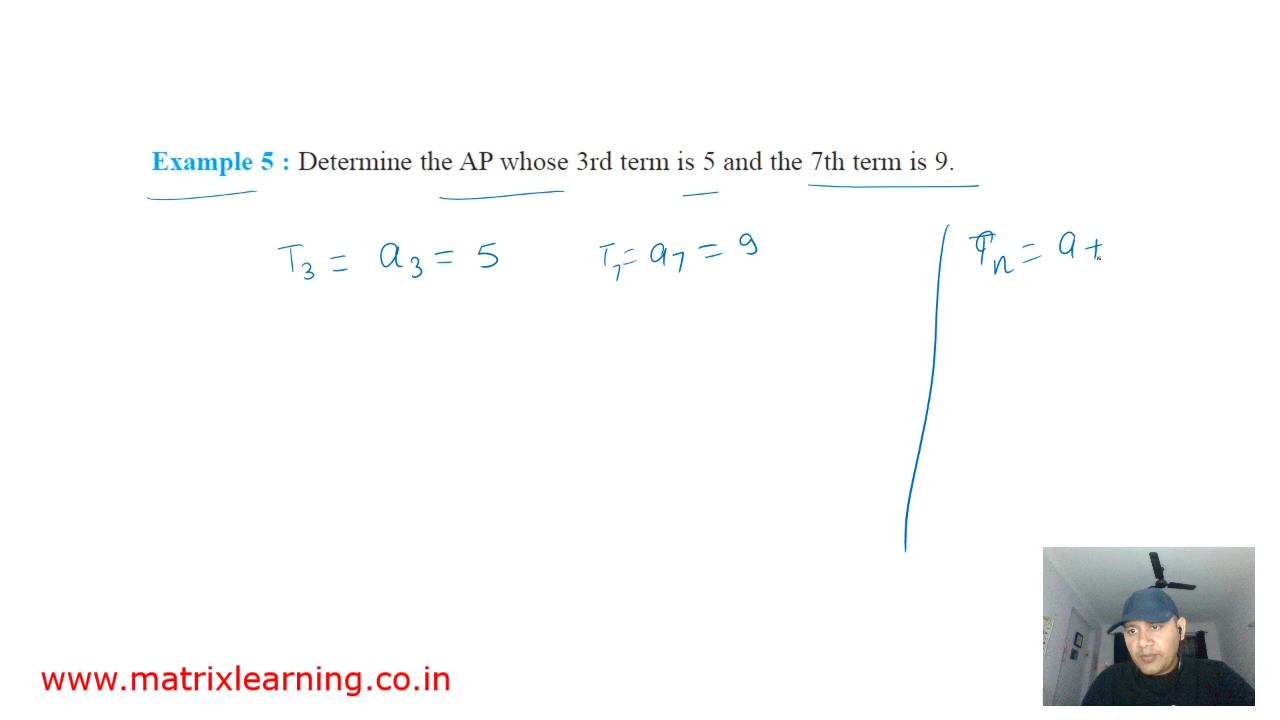 Example 5 : Determine the AP whose 3rd term is 5 and the 7th term is 9.
T₃ = a₃ = 5 T₇ = a₇ = 9 Tₙ = a +
www.matrixlearning.co.in